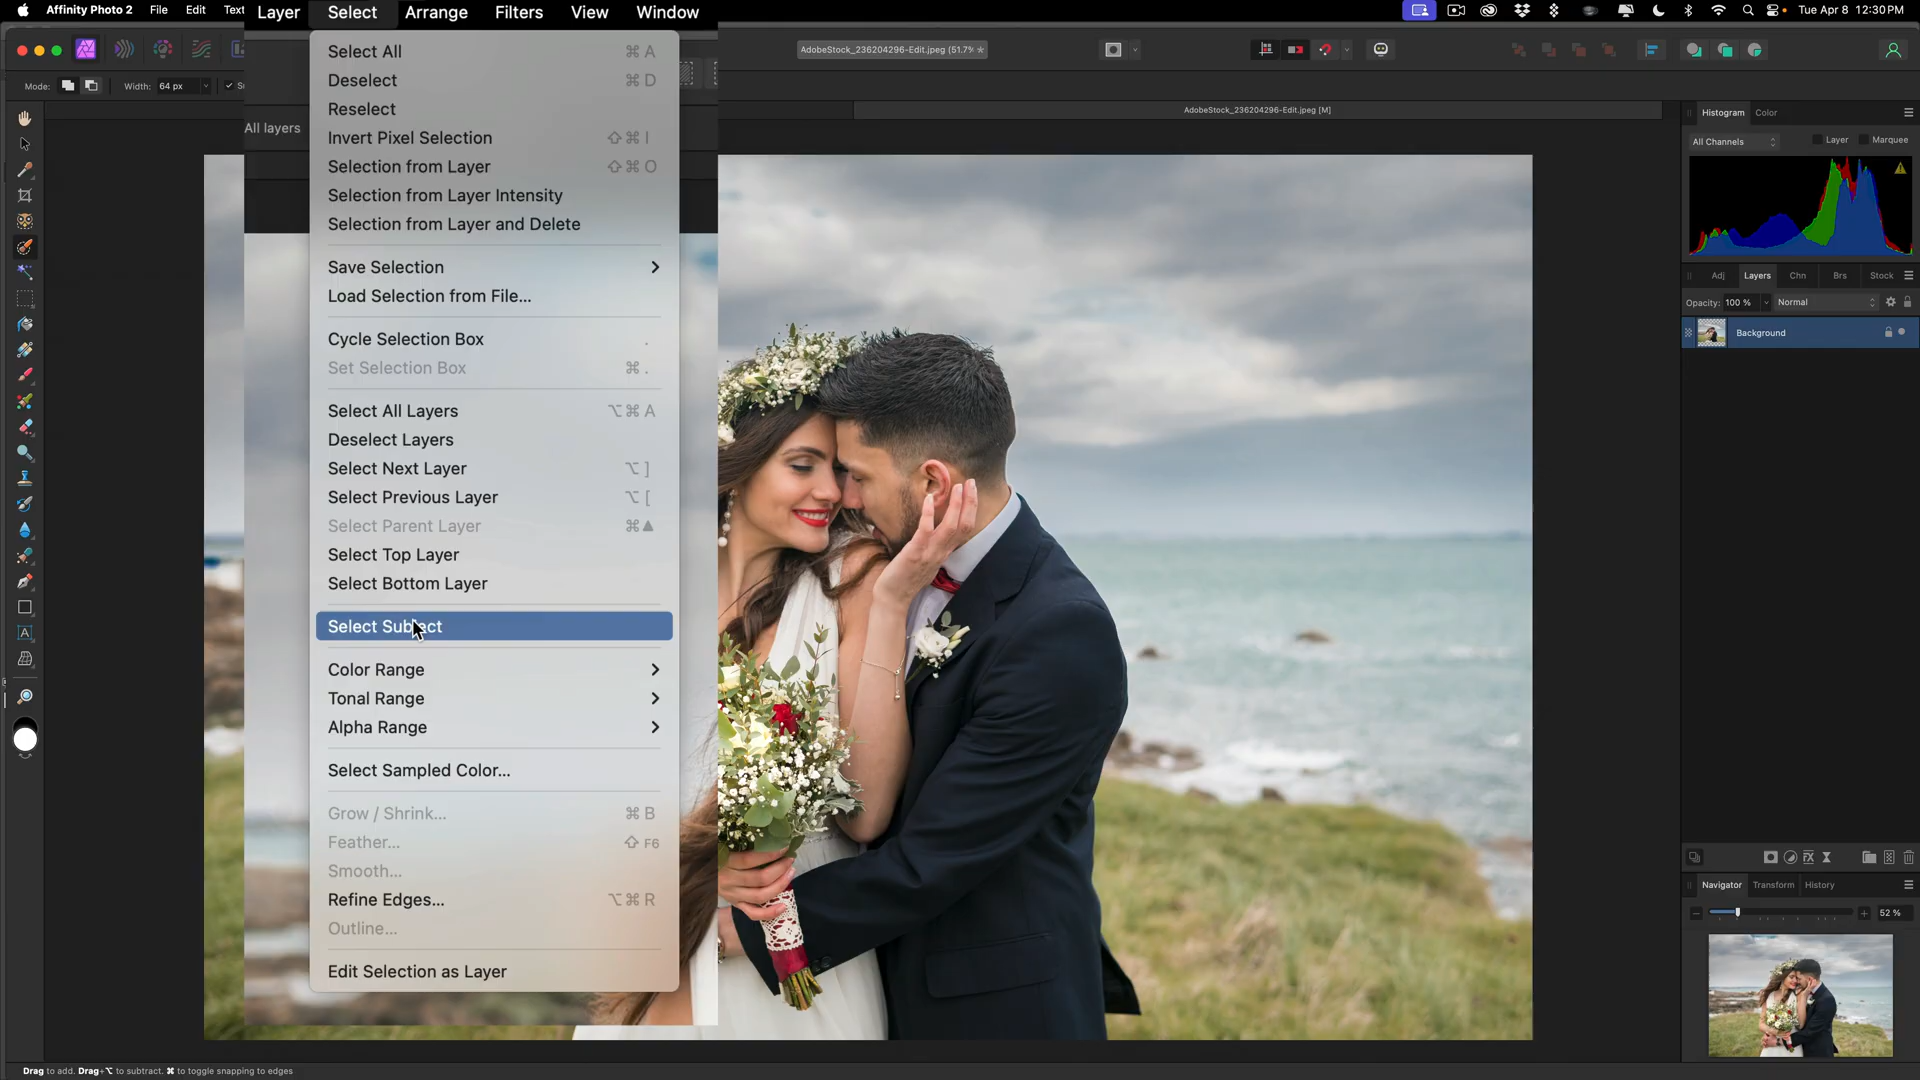 Affinity Photo 2 File Edit Text Layer Select Arrange Filters View Window Tue Apr 8 12:30 PM
AdobeStock_236204296-Edit.jpeg (51.7% *
Mode: Width: 64 px
AdobeStock_236204296-Edit.jpeg [M]
All layers
Select All ⌘ A
Deselect ⌘ D
Reselect
Invert Pixel Selection ⇧ ⌘ I
Selection from Layer ⇧ ⌘ O
Selection from Layer Intensity
Selection from Layer and Delete
Save Selection
Load Selection from File...
Cycle Selection Box .
Set Selection Box ⌘ .
Select All Layers ⌥ ⌘ A
Deselect Layers
Select Next Layer ⌥ ]
Select Previous Layer ⌥ [
Select Parent Layer ⌘ ▲
Select Top Layer
Select Bottom Layer
Select Subject
Color Range
Tonal Range
Alpha Range
Select Sampled Color...
Grow / Shrink... ⌘ B
Feather... ⇧ F6
Smooth...
Refine Edges... ⌥ ⌘ R
Outline...
Edit Selection as Layer
Histogram Color
All Channels Layer Marquee
Adj Layers Chn Brs Stock
Opacity: 100 % Normal
Background
Navigator Transform History
52 %
Drag to add. Drag+⌥ to subtract. ⌘ to toggle snapping to edges